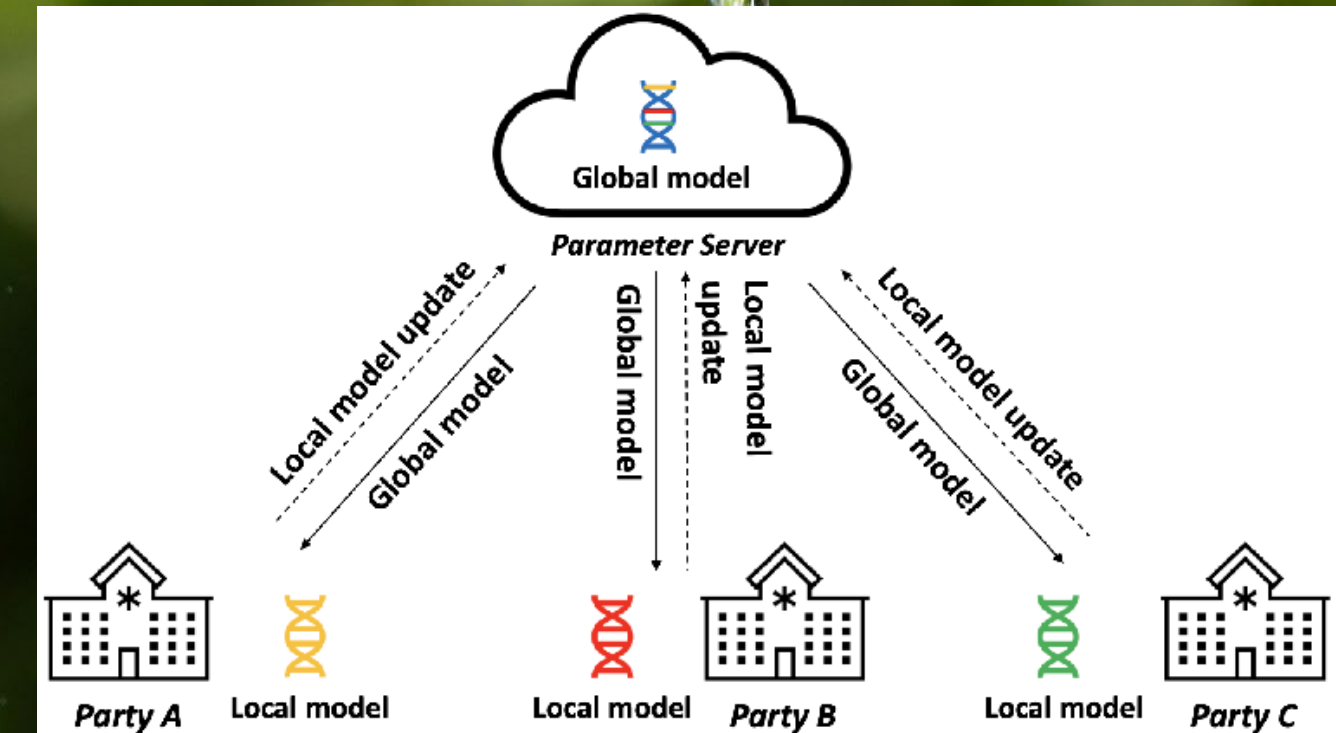 Global model
Parameter Server
Local model update
Global model
Global model
Local model
update
Local model update
Global model
Party A
Local model
Local model
Party B
Local model
Party C